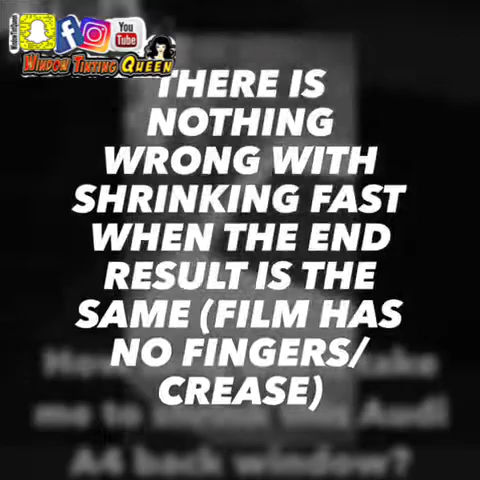 WindowTintQueen
You
Tube
WINDOW TINTING QUEEN
THERE IS
NOTHING
WRONG WITH
SHRINKING FAST
WHEN THE END
RESULT IS THE
SAME (FILM HAS
NO FINGERS/
CREASE)
me to Audi
A4 back window?